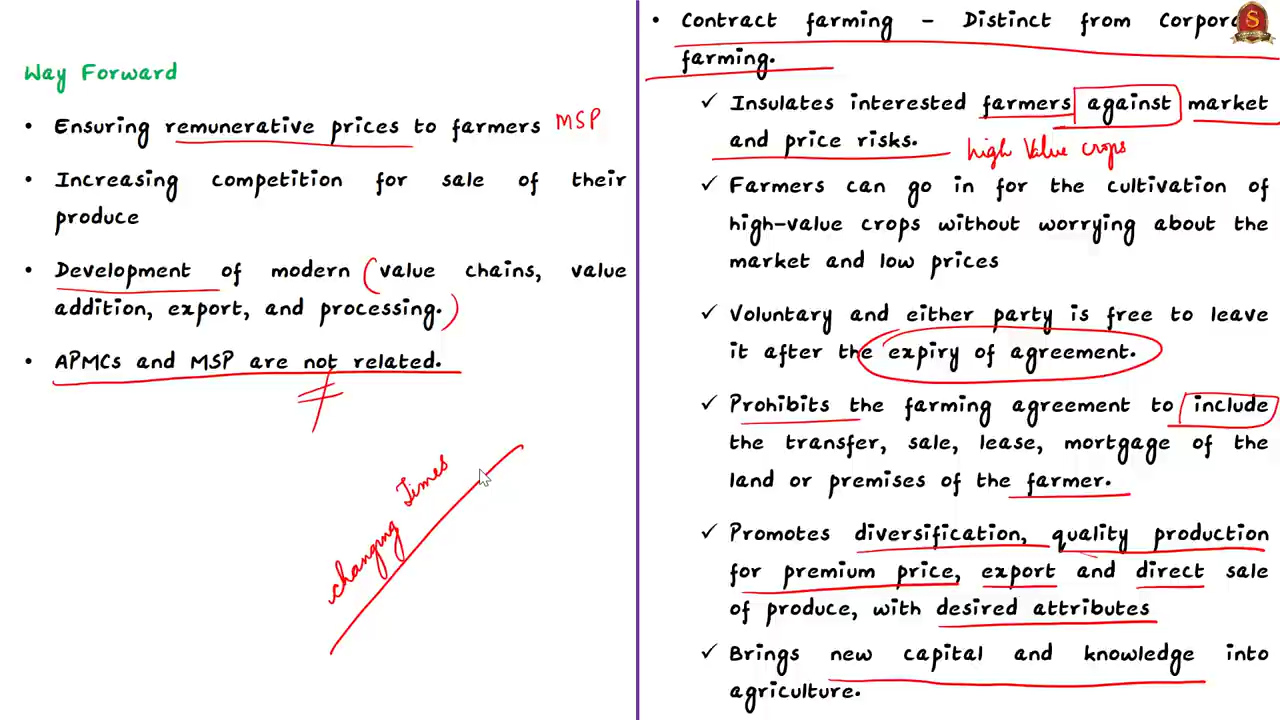 Way Forward
• Ensuring remunerative prices to farmers MSP
• Increasing competition for sale of their
produce
• Development of modern (value chains, value
addition, export, and processing.)
• APMCs and MSP are not related.
≠
changing Times
• Contract farming - Distinct from Corpora
farming.
✓ Insulates interested farmers against market
and price risks.
high value crops
✓ Farmers can go in for the cultivation of
high-value crops without worrying about the
market and low prices
✓ Voluntary and either party is free to leave
it after the expiry of agreement.
✓ Prohibits the farming agreement to include
the transfer, sale, lease, mortgage of the
land or premises of the farmer.
✓ Promotes diversification, quality production
for premium price, export and direct sale
of produce, with desired attributes
✓ Brings new capital and knowledge into
agriculture.
S